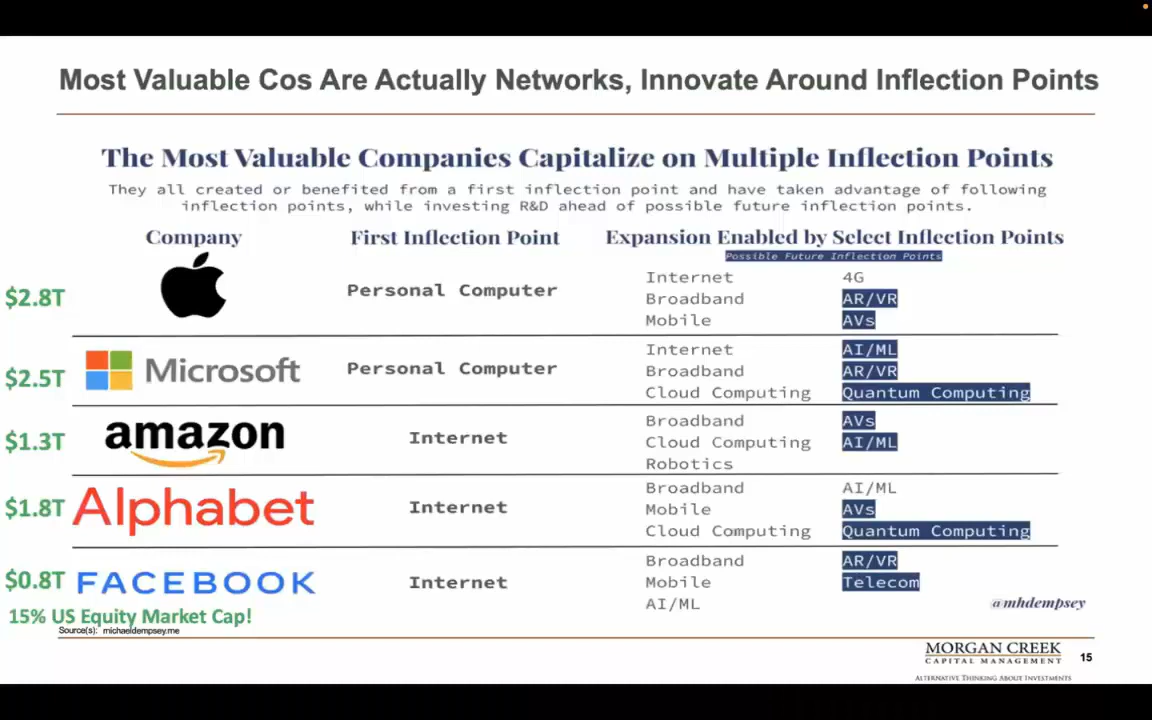 Most Valuable Cos Are Actually Networks, Innovate Around Inflection Points
The Most Valuable Companies Capitalize on Multiple Inflection Points
They all created or benefited from a first inflection point and have taken advantage of following
inflection points, while investing R&D ahead of possible future inflection points.
Company First Inflection Point Expansion Enabled by Select Inflection Points
Possible Future Inflection Points
$2.8T Personal Computer
Internet 4G
Broadband AR/VR
Mobile AVs
$2.5T Microsoft Personal Computer
Internet AI/ML
Broadband AR/VR
Cloud Computing Quantum Computing
$1.3T amazon Internet
Broadband AVs
Cloud Computing AI/ML
Robotics
$1.8T Alphabet Internet
Broadband AI/ML
Mobile AVs
Cloud Computing Quantum Computing
$0.8T FACEBOOK Internet
Broadband AR/VR
Mobile Telecom
AI/ML
@mhdempsey
15% US Equity Market Cap!
Source(s): michaeldempsey.me
MORGAN CREEK
CAPITAL MANAGEMENT
ALTERNATIVE THINKING ABOUT INVESTMENTS
15